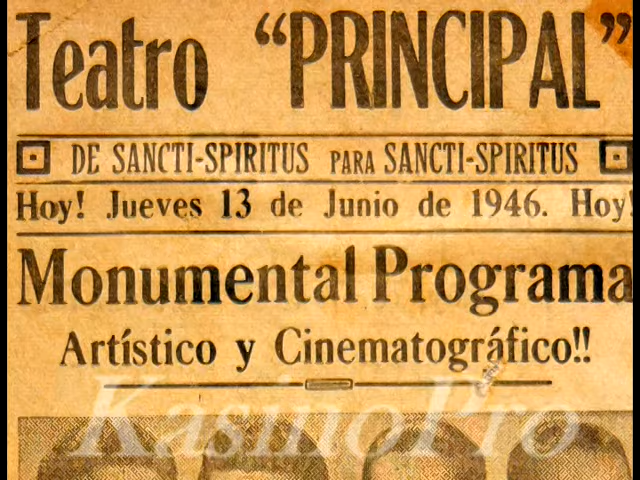 Teatro "PRINCIPAL"
DE SANCTI-SPIRITUS PARA SANCTI-SPIRITUS
Hoy! Jueves 13 de Junio de 1946. Hoy!
Monumental Programa
Artístico y Cinematográfico!!
KasinoPro